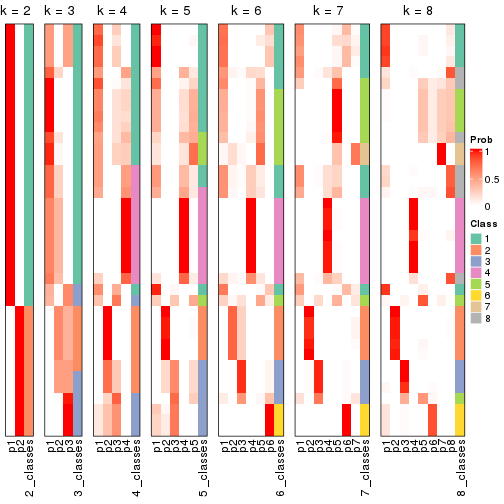 k = 2 k = 3 k = 4 k = 5 k = 6 k = 7 k = 8
Prob
1
0.5
0
Class
1
2
3
4
5
6
7
8
p1 p2 2_classes
p1 p2 p3 3_classes
p1 p2 p3 p4 4_classes
p1 p2 p3 p4 p5 5_classes
p1 p2 p3 p4 p5 p6 6_classes
p1 p2 p3 p4 p5 p6 p7 7_classes
p1 p2 p3 p4 p5 p6 p7 p8 8_classes